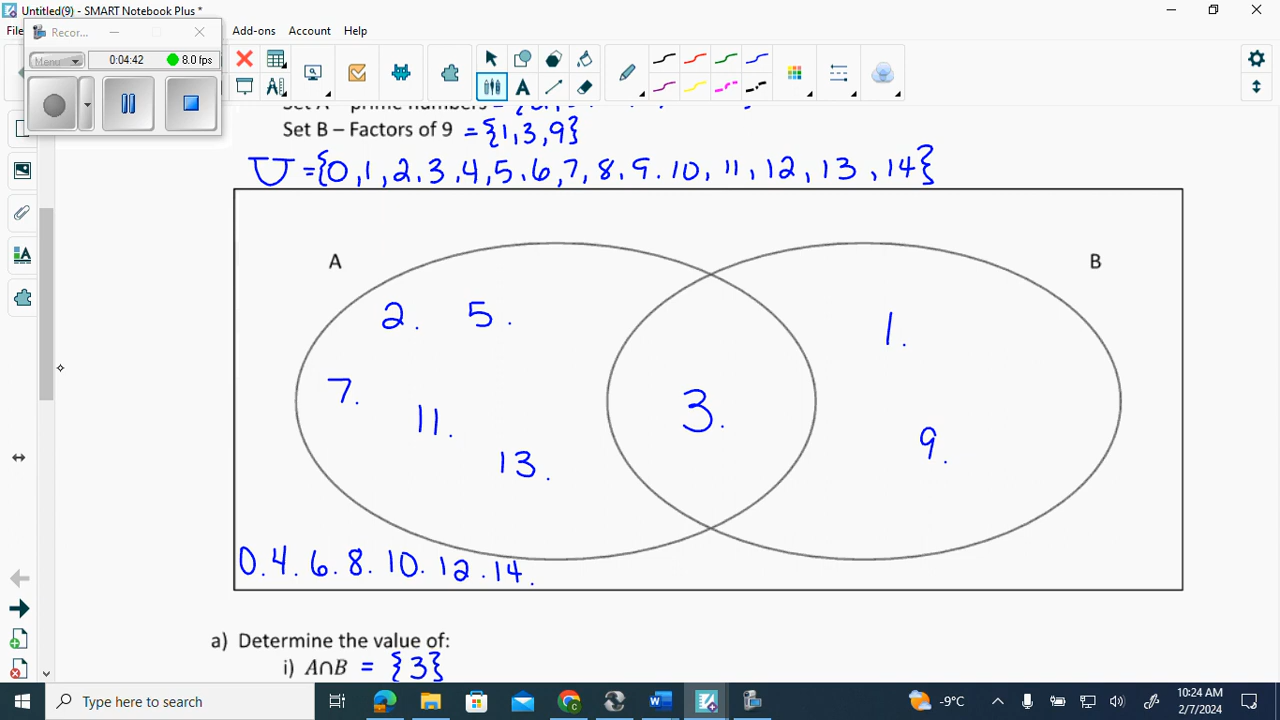 Untitled(9) - SMART Notebook Plus *
Recor...
File
Add-ons Account Help
Menu 0:04:42 8.0 fps
Set B – Factors of 9 = {1,3,9}
U = {0,1,2,3,4,5,6,7,8,9.10,11,12,13,14}
A
B
2. 5.
1.
7.
11.
3.
9.
13.
0.4.6.8.10.12.14.
a) Determine the value of:
i) A∩B = {3}
Type here to search
-9°C
10:24 AM
2/7/2024